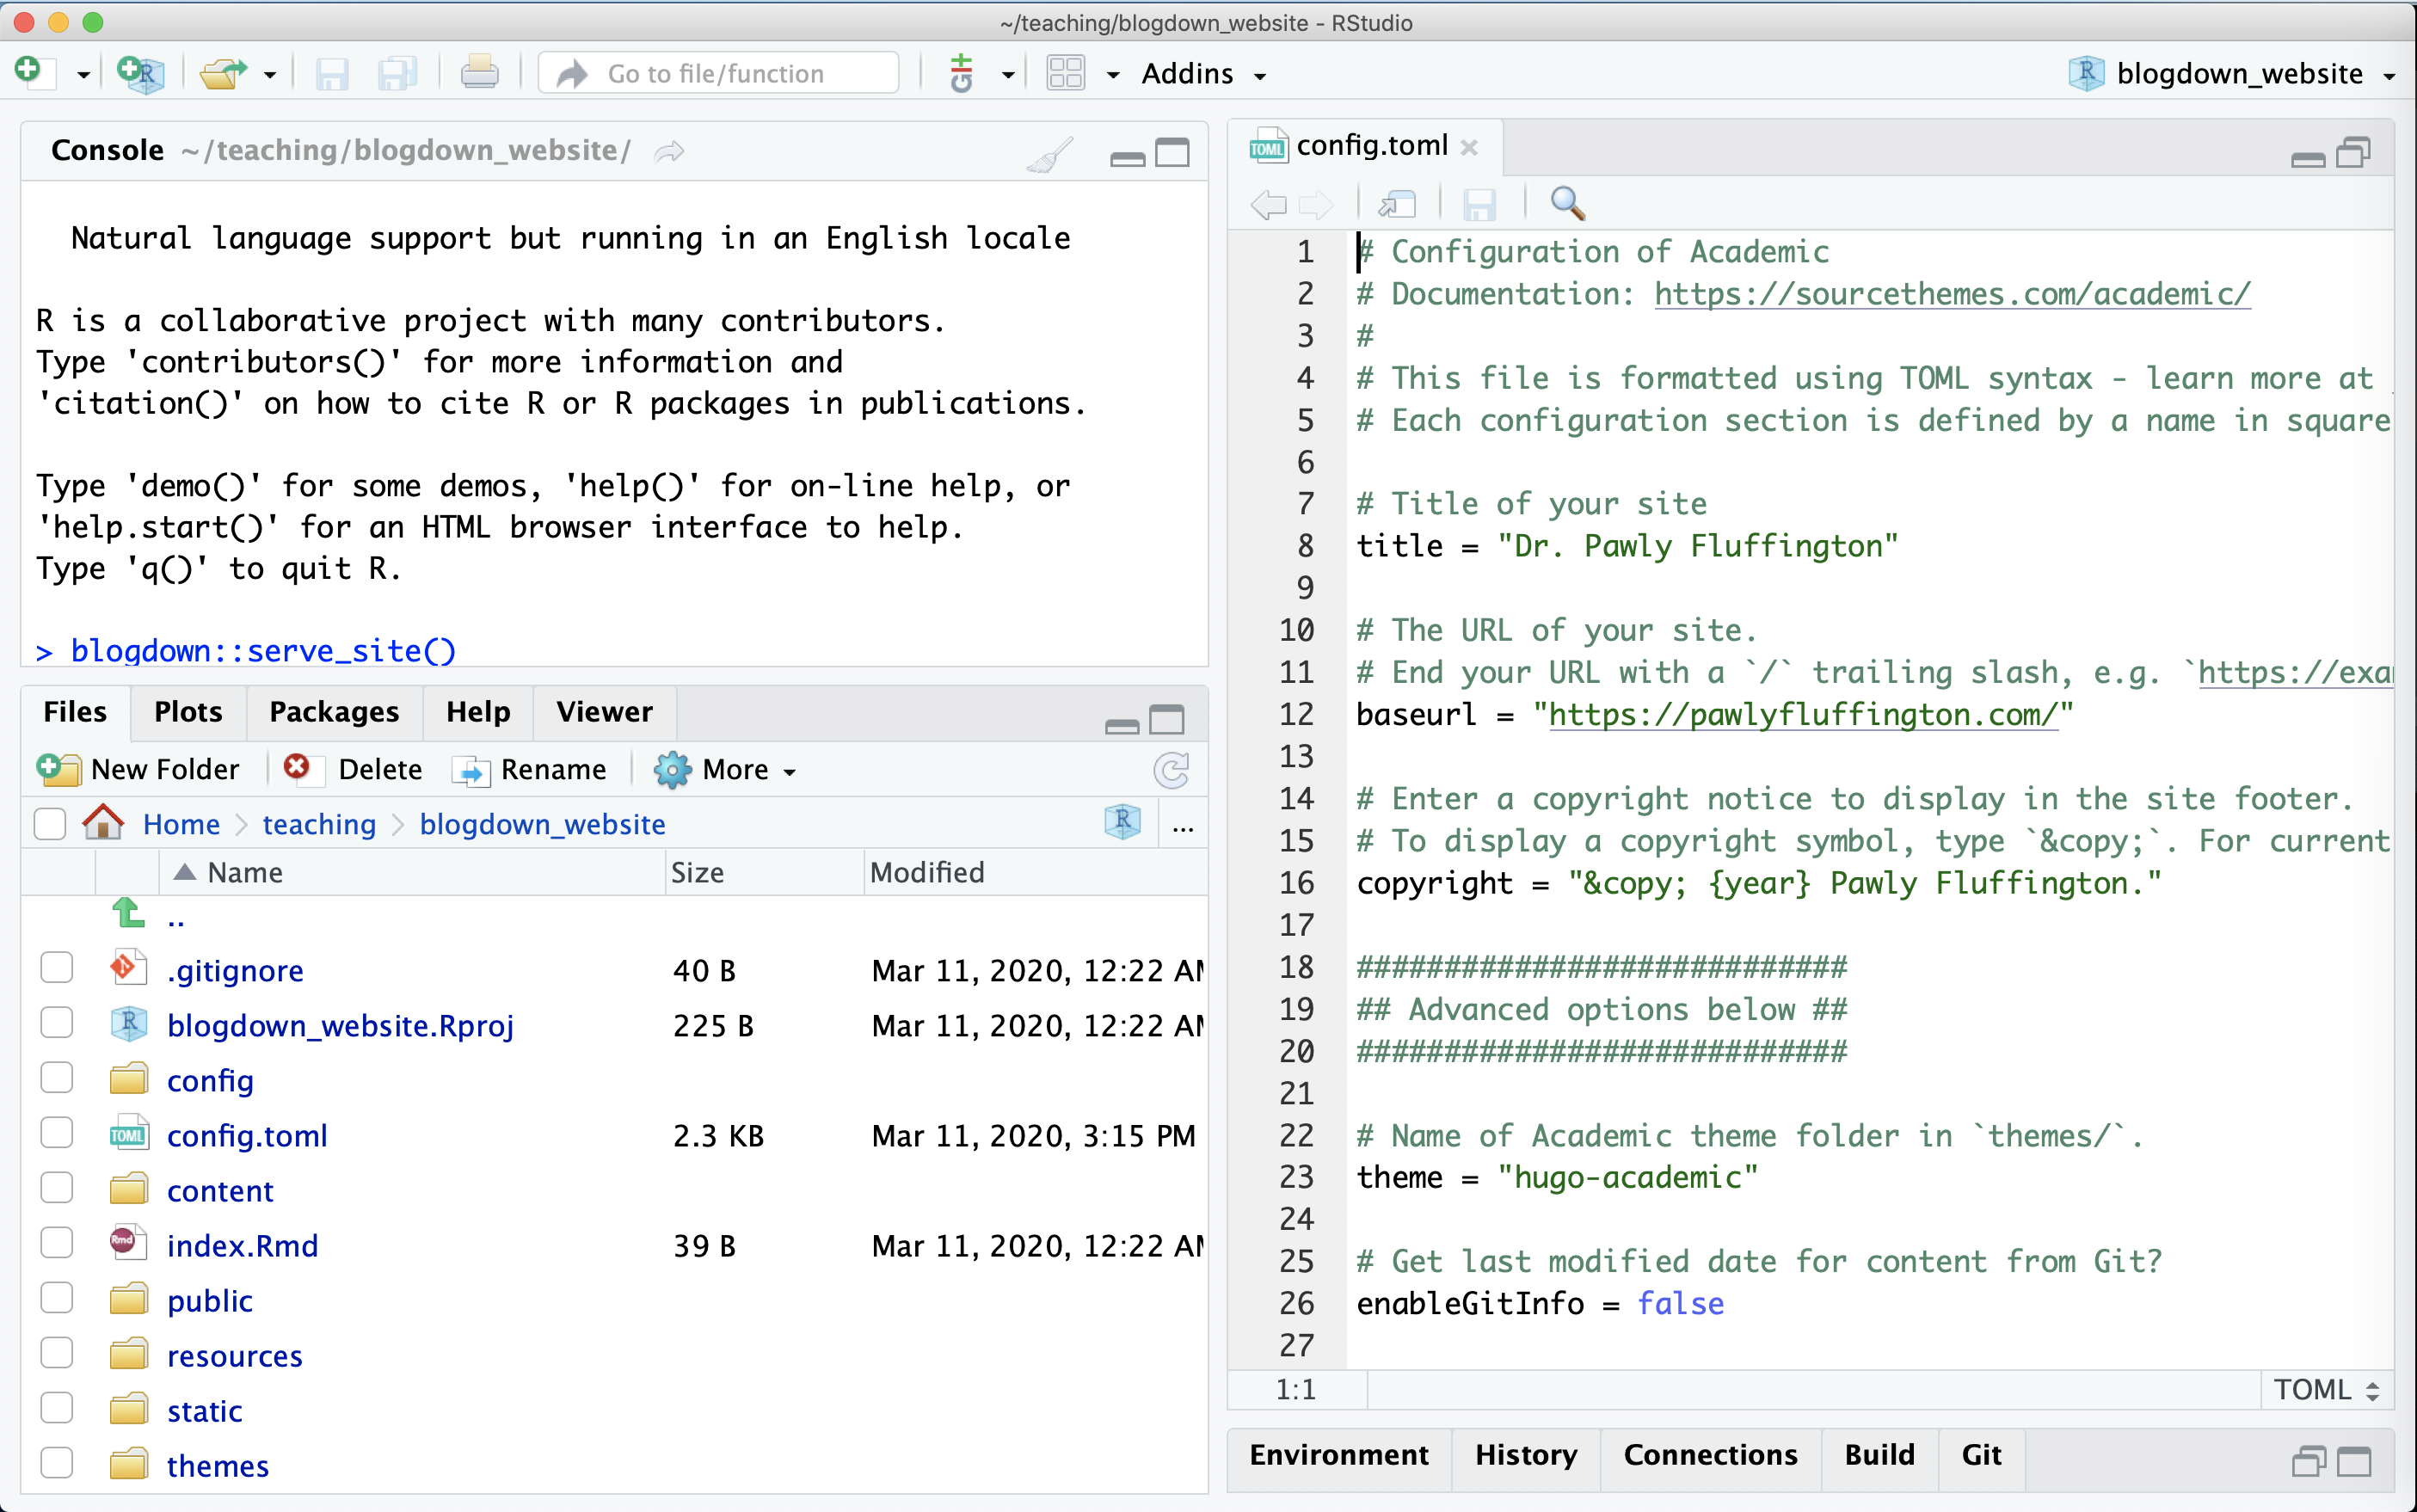 ~/teaching/blogdown_website - RStudio
Go to file/function
Addins
blogdown_website
Console ~/teaching/blogdown_website/
Natural language support but running in an English locale
R is a collaborative project with many contributors.
Type 'contributors()' for more information and
'citation()' on how to cite R or R packages in publications.
Type 'demo()' for some demos, 'help()' for on-line help, or
'help.start()' for an HTML browser interface to help.
Type 'q()' to quit R.
> blogdown::serve_site()
Files Plots Packages Help Viewer
New Folder Delete Rename More
Home teaching blogdown_website ...
Name Size Modified
..
.gitignore 40 B Mar 11, 2020, 12:22 AM
blogdown_website.Rproj 225 B Mar 11, 2020, 12:22 AM
config
config.toml 2.3 KB Mar 11, 2020, 3:15 PM
content
index.Rmd 39 B Mar 11, 2020, 12:22 AM
public
resources
static
themes
config.toml
1 # Configuration of Academic
2 # Documentation: https://sourcethemes.com/academic/
3 #
4 # This file is formatted using TOML syntax - learn more at
5 # Each configuration section is defined by a name in square
6
7 # Title of your site
8 title = "Dr. Pawly Fluffington"
9
10 # The URL of your site.
11 # End your URL with a `/` trailing slash, e.g. `https://exa
12 baseurl = "https://pawlyfluffington.com/"
13
14 # Enter a copyright notice to display in the site footer.
15 # To display a copyright symbol, type `&copy;`. For current
16 copyright = "&copy; {year} Pawly Fluffington."
17
18 ############################
19 ## Advanced options below ##
20 ############################
21
22 # Name of Academic theme folder in `themes/`.
23 theme = "hugo-academic"
24
25 # Get last modified date for content from Git?
26 enableGitInfo = false
27
1:1 TOML
Environment History Connections Build Git